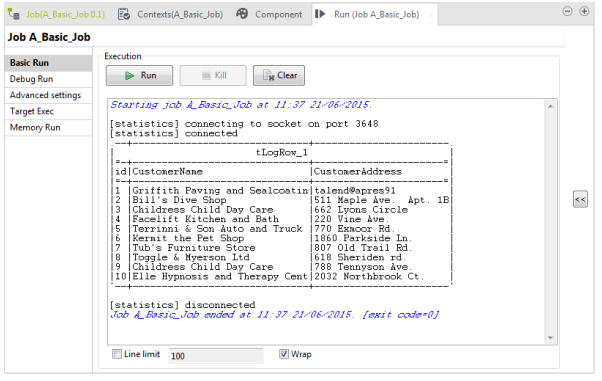 Job(A_Basic_Job 0.1) Contexts(A_Basic_Job) Component Run (Job A_Basic_Job)
Job A_Basic_Job
Basic Run
Debug Run
Advanced settings
Target Exec
Memory Run
Execution
Run Kill Clear
Starting job A_Basic_Job at 11:37 21/06/2015.
[statistics] connecting to socket on port 3648
[statistics] connected
.--+------------------------------+----------------------.
| tLogRow_1 |
|=-+------------------------------+---------------------=|
|id|CustomerName |CustomerAddress |
|=-+------------------------------+---------------------=|
|1 |Griffith Paving and Sealcoatin|talend@apres91 |
|2 |Bill's Dive Shop |511 Maple Ave. Apt. 1B|
|3 |Childress Child Day Care |662 Lyons Circle |
|4 |Facelift Kitchen and Bath |220 Vine Ave. |
|5 |Terrinni & Son Auto and Truck |770 Exmoor Rd. |
|6 |Kermit the Pet Shop |1860 Parkside Ln. |
|7 |Tub's Furniture Store |807 Old Trail Rd. |
|8 |Toggle & Myerson Ltd |618 Sheriden rd. |
|9 |Childress Child Day Care |788 Tennyson Ave. |
|10|Elle Hypnosis and Therapy Cent|2032 Northbrook Ct. |
'--+------------------------------+----------------------'
[statistics] disconnected
Job A_Basic_Job ended at 11:37 21/06/2015. [exit code=0]
<<
Line limit 100 Wrap